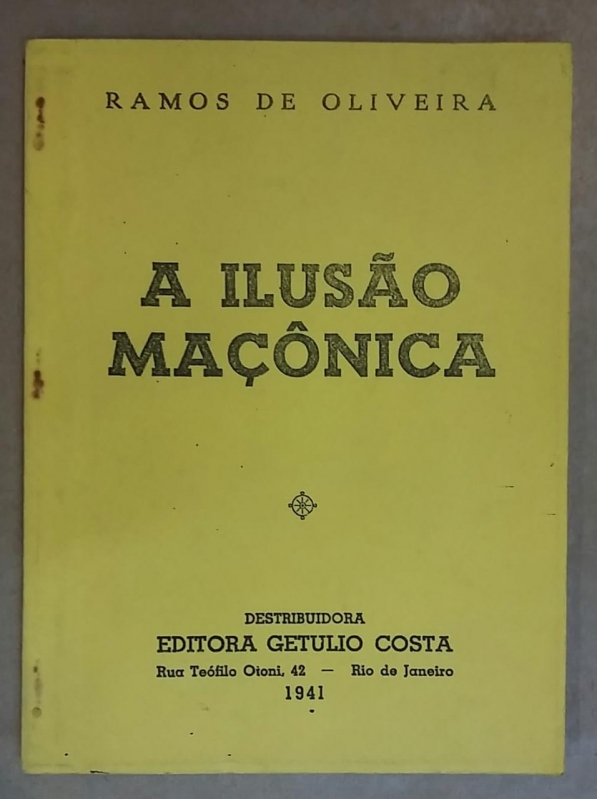 RAMOS DE OLIVEIRA
A ILUSÃO
MAÇÔNICA
DESTRIBUIDORA
EDITORA GETULIO COSTA
Rua Teófilo Otoni, 42 — Rio de Janeiro
1941